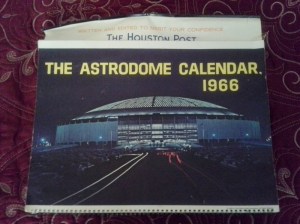 The Houston Post
THE ASTRODOME CALENDAR
1966